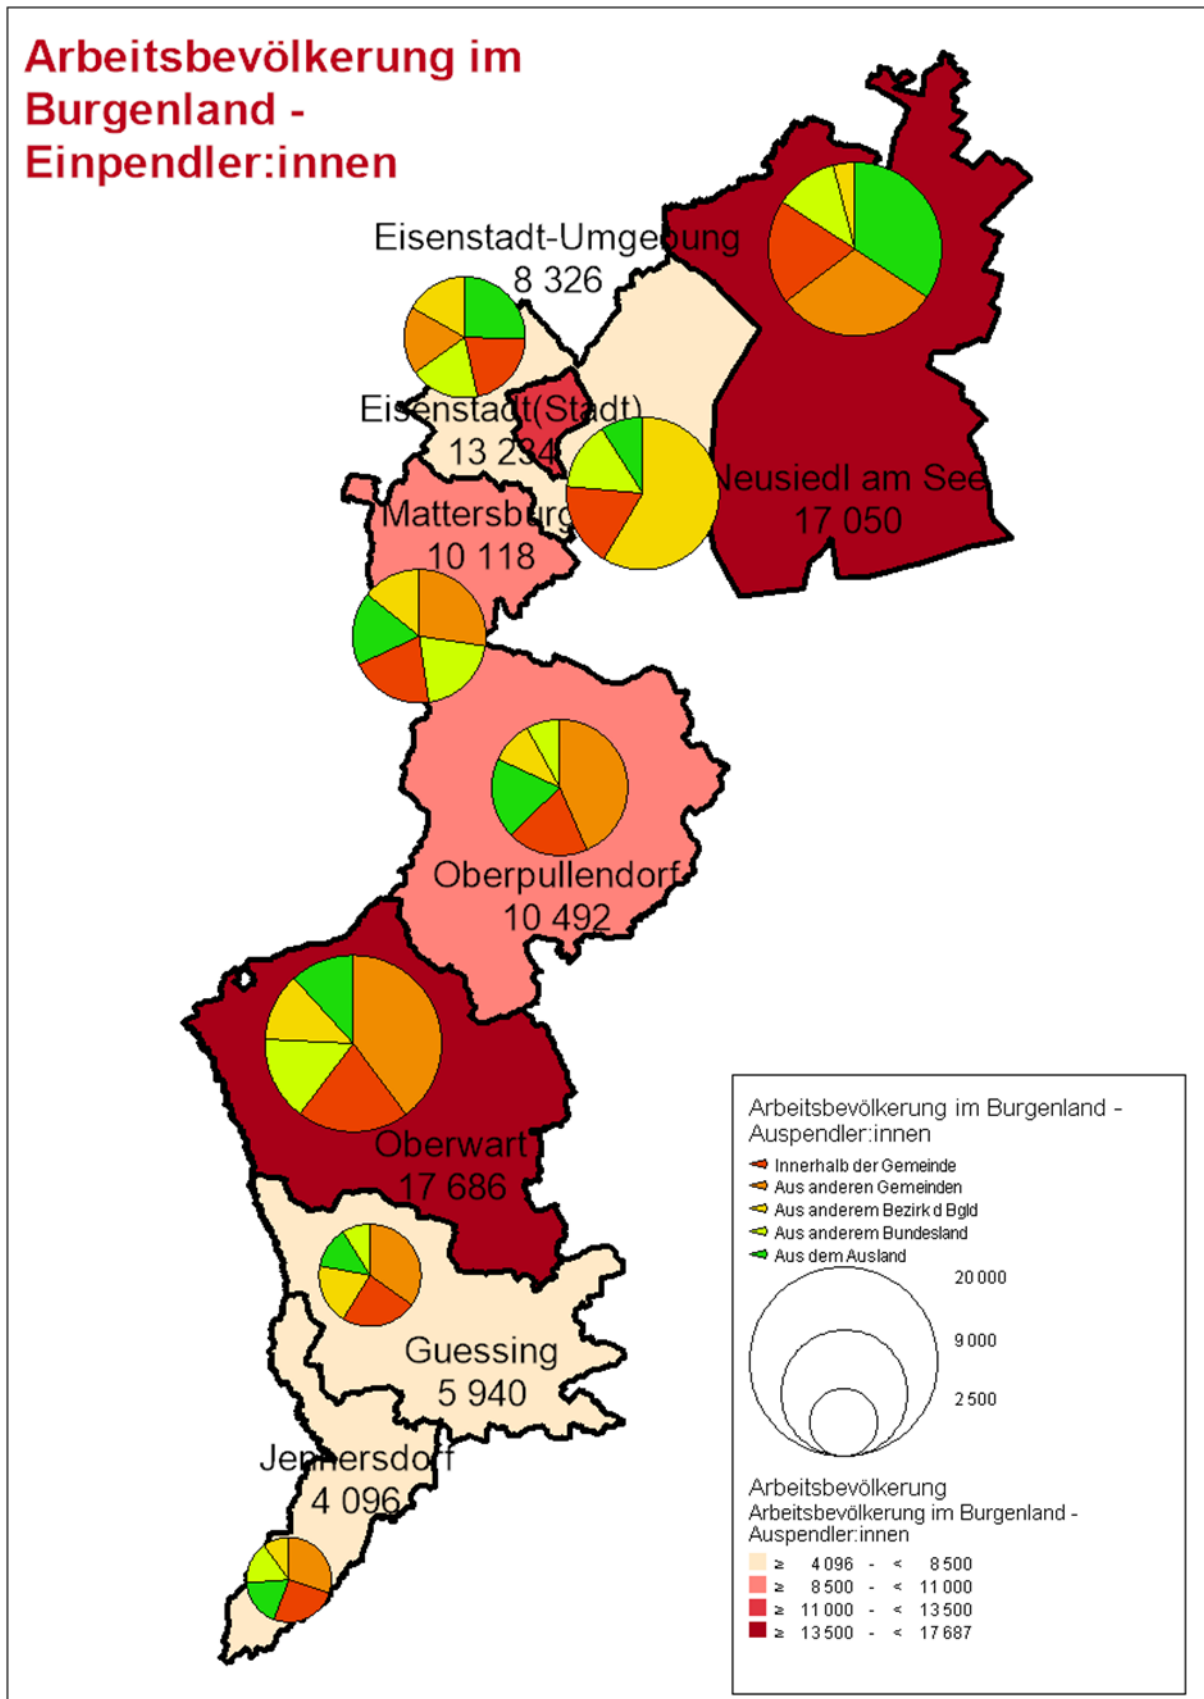 Arbeitsbevölkerung im
Burgenland -
Einpendler:innen
Eisenstadt-Umgebung
8 326
Eisenstadt(Stadt)
13 234
Neusiedl am See
17 050
Mattersburg
10 118
Oberpullendorf
10 492
Oberwart
17 686
Guessing
5 940
Jennersdorf
4 096
Arbeitsbevölkerung im Burgenland -
Auspendler:innen
Innerhalb der Gemeinde
Aus anderen Gemeinden
Aus anderem Bezirk d Bgld
Aus anderem Bundesland
Aus dem Ausland
20 000
9 000
2 500
Arbeitsbevölkerung
Arbeitsbevölkerung im Burgenland -
Auspendler:innen
≥ 4 096 - < 8 500
≥ 8 500 - < 11 000
≥ 11 000 - < 13 500
≥ 13 500 - < 17 687